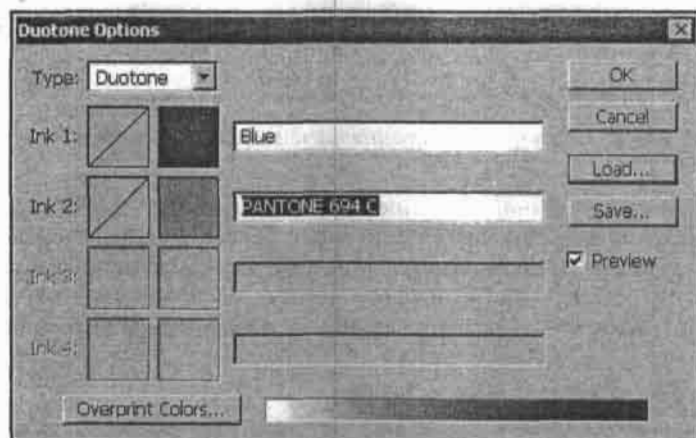 Duotone Options
Type: Duotone
OK
Cancel
Ink 1: Blue
Load...
Ink 2: PANTONE 694 C
Save...
Preview
Ink 3:
Ink 4:
Overprint Colors...